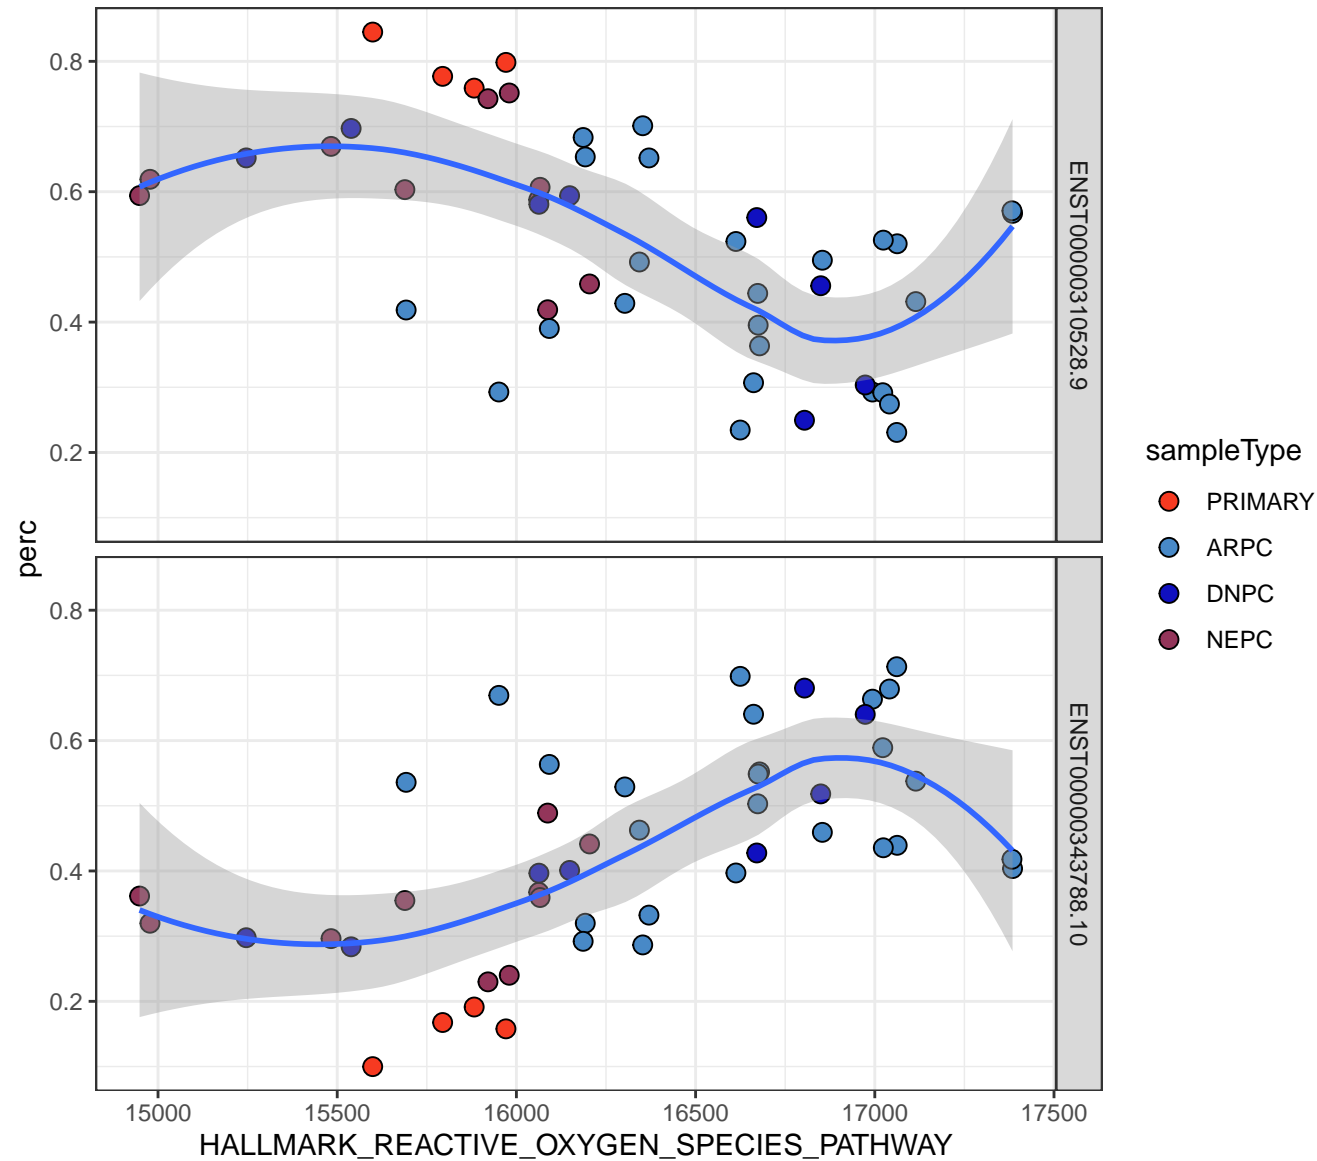 0.8
0.6
0.4
0.2
ENST00000310528.9
0.8
0.6
0.4
0.2
ENST00000343788.10
perc
15000 15500 16000 16500 17000 17500
HALLMARK_REACTIVE_OXYGEN_SPECIES_PATHWAY
sampleType
PRIMARY
ARPC
DNPC
NEPC